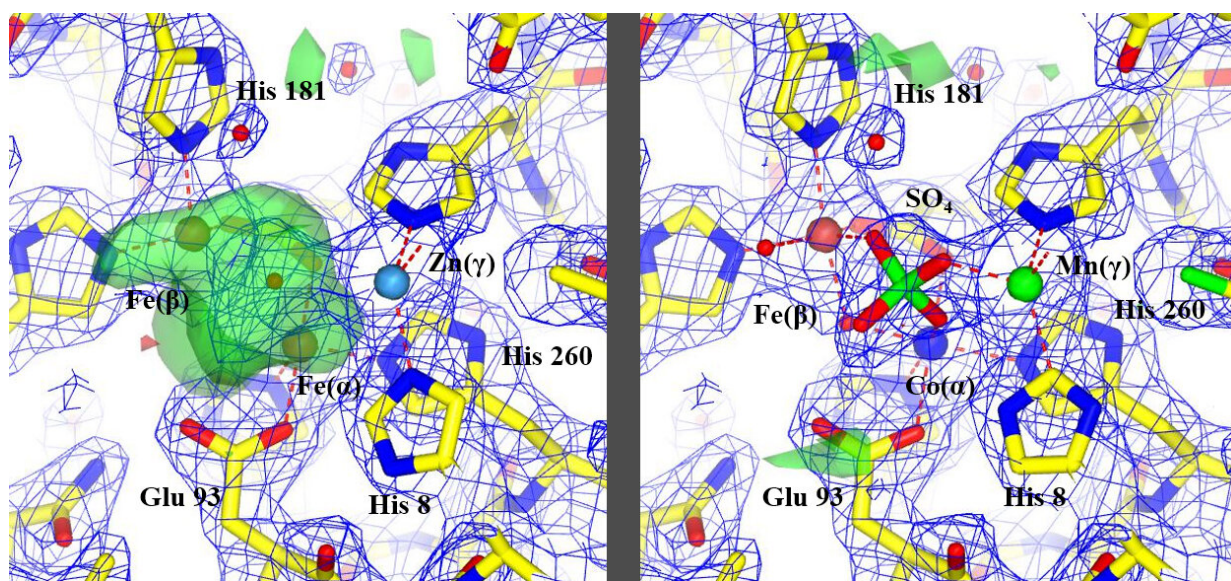 His 181
Zn(γ)
Fe(β)
His 260
Fe(α)
Glu 93
His 8
His 181
SO4
Mn(γ)
His 260
Fe(β)
Co(α)
Glu 93
His 8